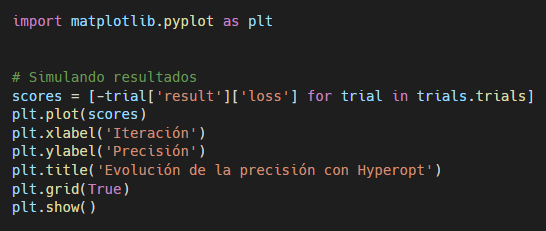 import matplotlib.pyplot as plt
# Simulando resultados
scores = [-trial['result']['loss'] for trial in trials.trials]
plt.plot(scores)
plt.xlabel('Iteración')
plt.ylabel('Precisión')
plt.title('Evolución de la precisión con Hyperopt')
plt.grid(True)
plt.show()